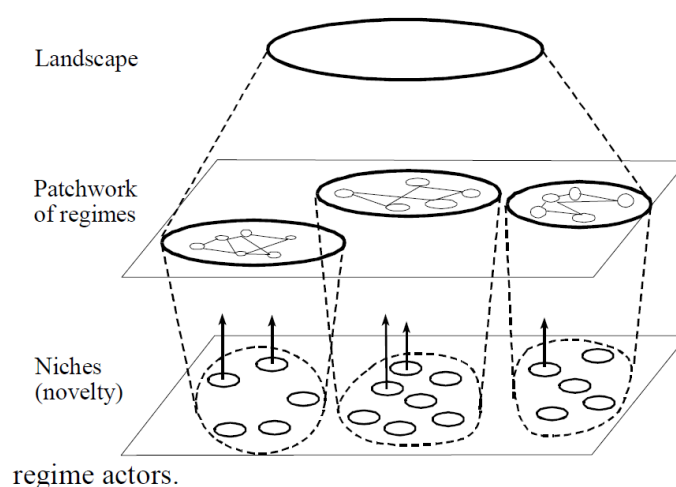 Landscape
Patchwork
of regimes
Niches
(novelty)
regime actors.